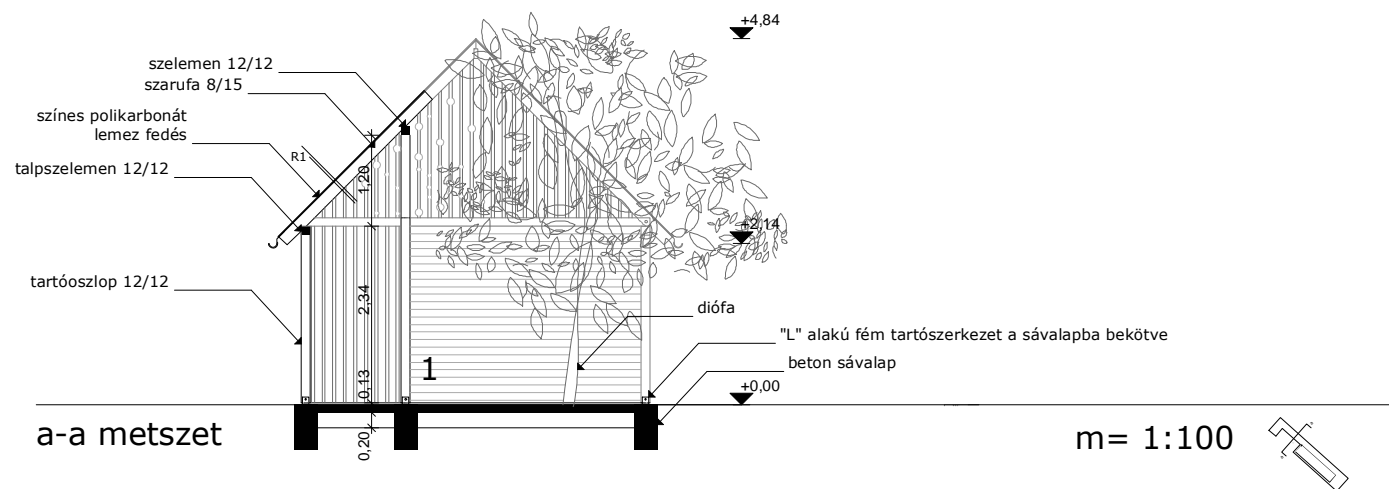 +4,84
szelemen 12/12
szarufa 8/15
színes polikarbonát
lemez fedés
R1
talpszelemen 12/12
1,20
+2,14
tartóoszlop 12/12
2,34
diófa
"L" alakú fém tartószerkezet a sávalapba bekötve
beton sávalap
1
0,13
+0,00
0,20
a-a metszet
m= 1:100